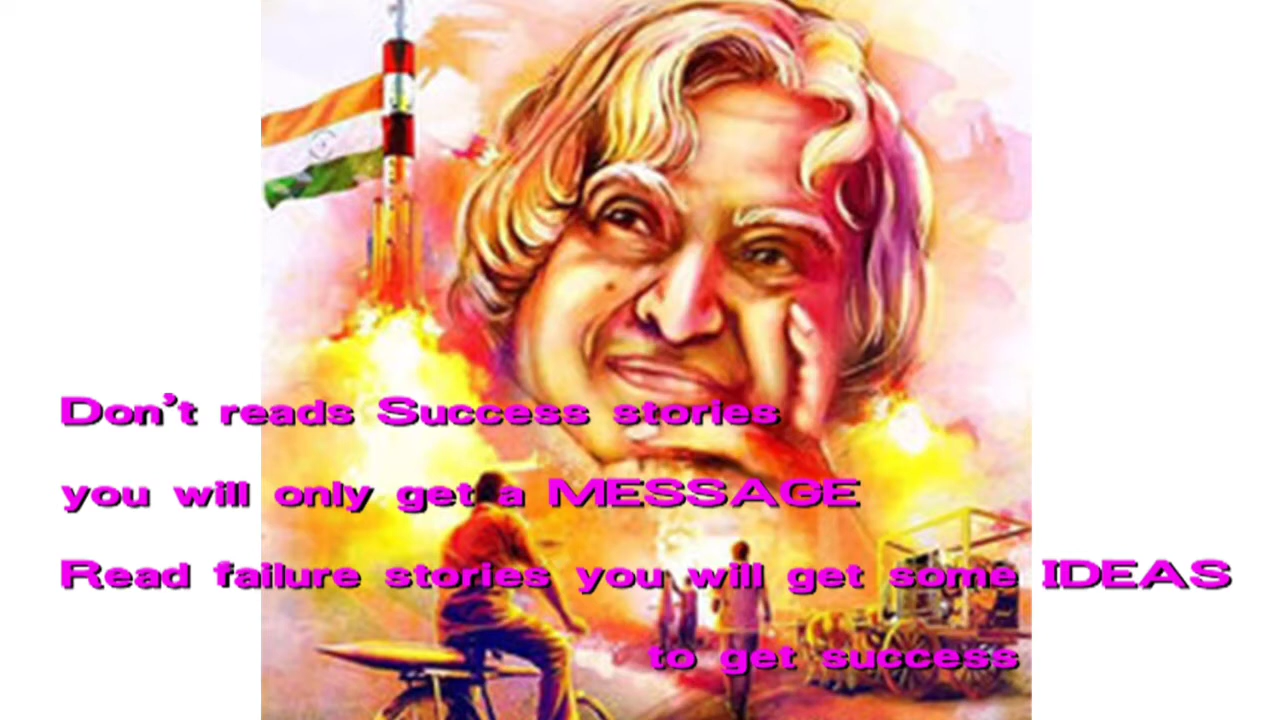 Don't reads Success stories
you will only get a MESSAGE
Read failure stories you will get some IDEAS
to get success